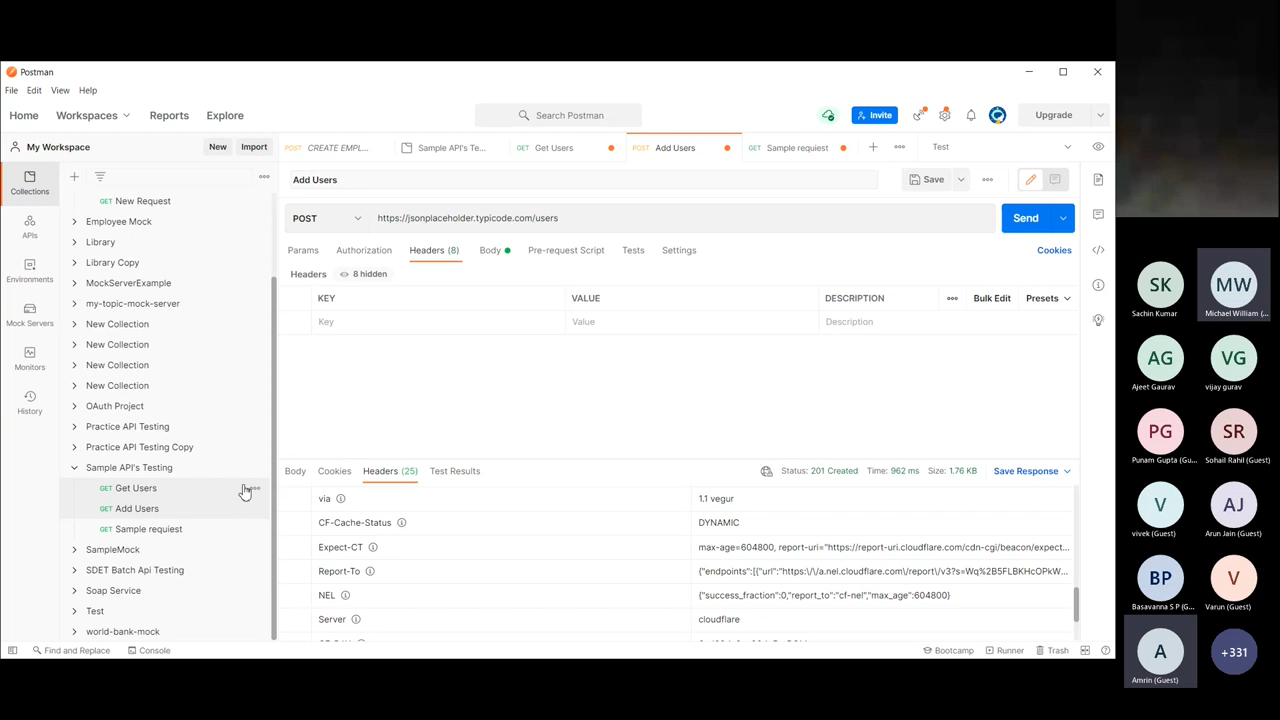 Postman
File Edit View Help
Home Workspaces Reports Explore Search Postman Invite Upgrade
My Workspace New Import CREATE EMPL... Sample API's Te... GET Get Users Add Users GET Sample requiest Test
Collections
APIs
Environments
Mock Servers
Monitors
History
GET New Request
Employee Mock
Library
Library Copy
MockServerExample
my-topic-mock-server
New Collection
New Collection
New Collection
New Collection
OAuth Project
Practice API Testing
Practice API Testing Copy
Sample API's Testing
GET Get Users
GET Add Users
GET Sample requiest
SampleMock
SDET Batch Api Testing
Soap Service
Test
world-bank-mock
POST
Add Users Save
POST https://jsonplaceholder.typicode.com/users Send
Params Authorization Headers (8) Body Pre-request Script Tests Settings Cookies
Headers 8 hidden
KEY VALUE DESCRIPTION Bulk Edit Presets
Key Value Description
Body Cookies Headers (25) Test Results Status: 201 Created Time: 962 ms Size: 1.76 KB Save Response
via 1.1 vegur
CF-Cache-Status DYNAMIC
Expect-CT max-age=604800, report-uri="https://report-uri.cloudflare.com/cdn-cgi/beacon/expect...
Report-To {"endpoints":[{"url":"https:\/\/a.nel.cloudflare.com\/report\/v3?s=Wq%2B5FLBKHcOPkW...
NEL {"success_fraction":0,"report_to":"cf-nel","max_age":604800}
Server cloudflare
Find and Replace Console Bootcamp Runner Trash
SK MW
Sachin Kumar Michael William (...
AG VG
Ajeet Gaurav vijay gurav
PG SR
Punam Gupta (Gu... Sohail Rahil (Guest)
V AJ
vivek (Guest) Arun Jain (Guest)
BP V
Basavanna S P (G... Varun (Guest)
A +331
Amrin (Guest)